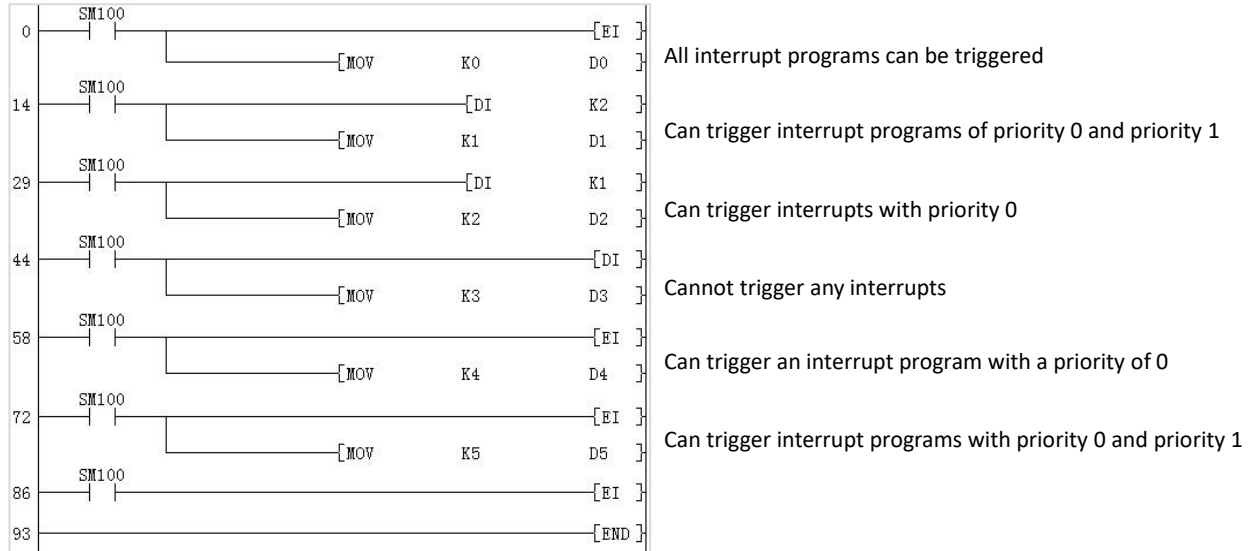 SM100
0 [EI ]
[MOV K0 D0 ] All interrupt programs can be triggered
SM100
14 [DI K2 ]
[MOV K1 D1 ] Can trigger interrupt programs of priority 0 and priority 1
SM100
29 [DI K1 ]
[MOV K2 D2 ] Can trigger interrupts with priority 0
SM100
44 [DI ]
[MOV K3 D3 ] Cannot trigger any interrupts
SM100
58 [EI ]
[MOV K4 D4 ] Can trigger an interrupt program with a priority of 0
SM100
72 [EI ]
[MOV K5 D5 ] Can trigger interrupt programs with priority 0 and priority 1
SM100
86 [EI ]
93 [END ]